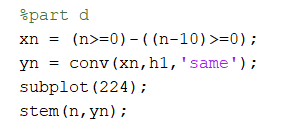 %part d
xn = (n>=0)-((n-10)>=0);
yn = conv(xn,h1,'same');
subplot(224);
stem(n,yn);